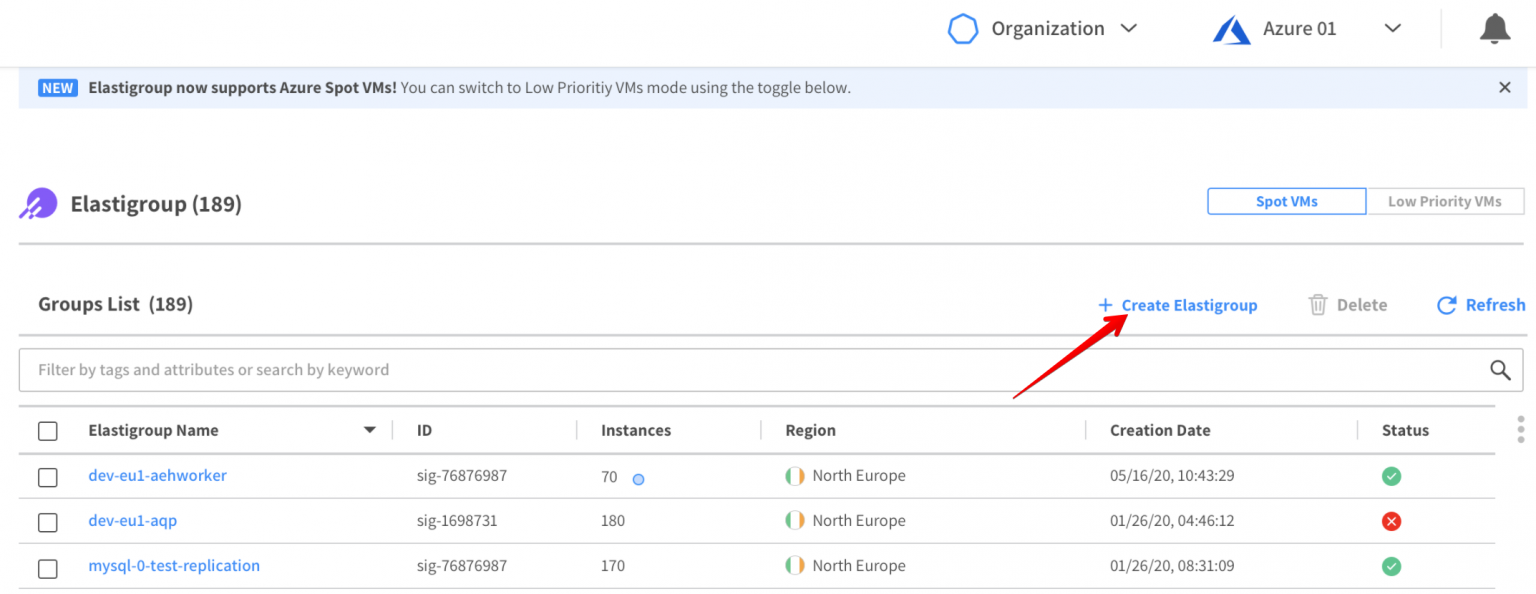 Organization Azure 01
NEW Elastigroup now supports Azure Spot VMs! You can switch to Low Prioritiy VMs mode using the toggle below.
Elastigroup (189) Spot VMs Low Priority VMs
Groups List (189) + Create Elastigroup Delete Refresh
Filter by tags and attributes or search by keyword
Elastigroup Name ID Instances Region Creation Date Status
dev-eu1-aehworker sig-76876987 70 North Europe 05/16/20, 10:43:29
dev-eu1-aqp sig-1698731 180 North Europe 01/26/20, 04:46:12
mysql-0-test-replication sig-76876987 170 North Europe 01/26/20, 08:31:09